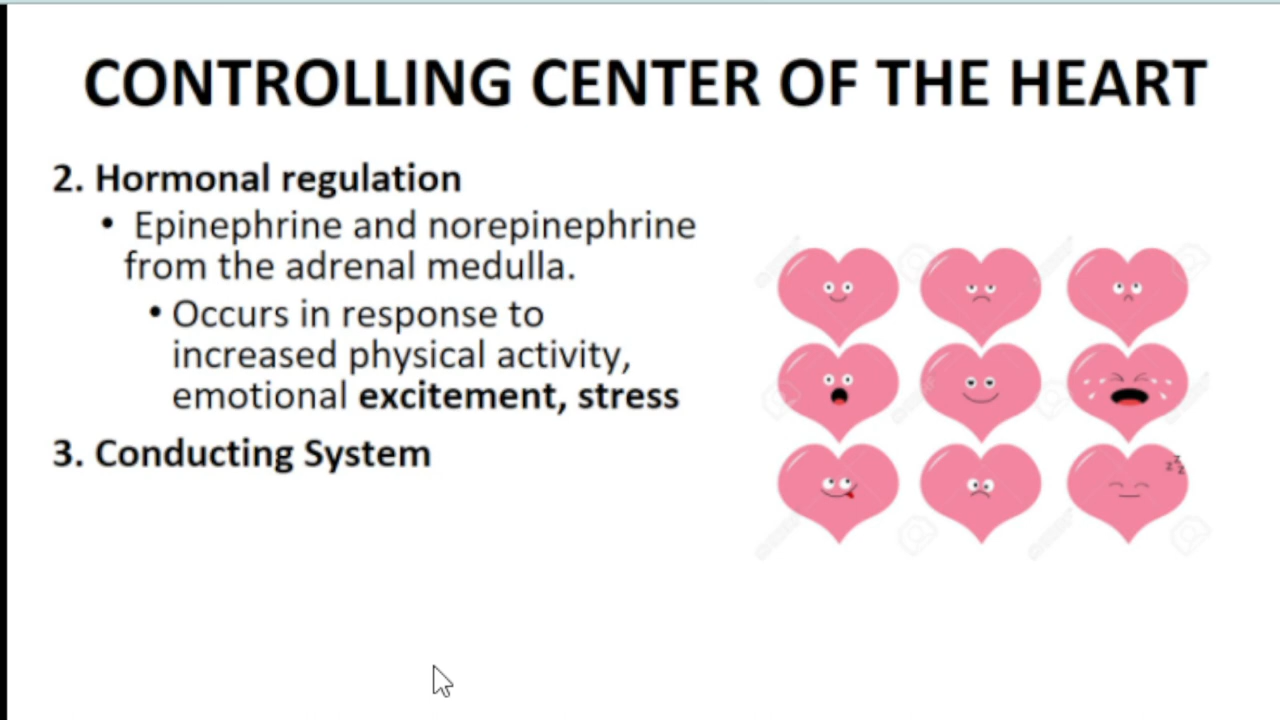 CONTROLLING CENTER OF THE HEART
2. Hormonal regulation
• Epinephrine and norepinephrine
from the adrenal medulla.
• Occurs in response to
increased physical activity,
emotional excitement, stress
3. Conducting System
z z z